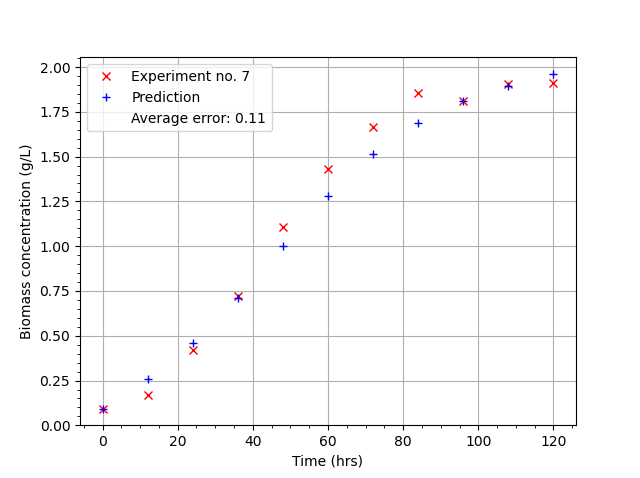 Experiment no. 7
Prediction
Average error: 0.11
Biomass concentration (g/L)
2.00
1.75
1.50
1.25
1.00
0.75
0.50
0.25
0.00
0 20 40 60 80 100 120
Time (hrs)